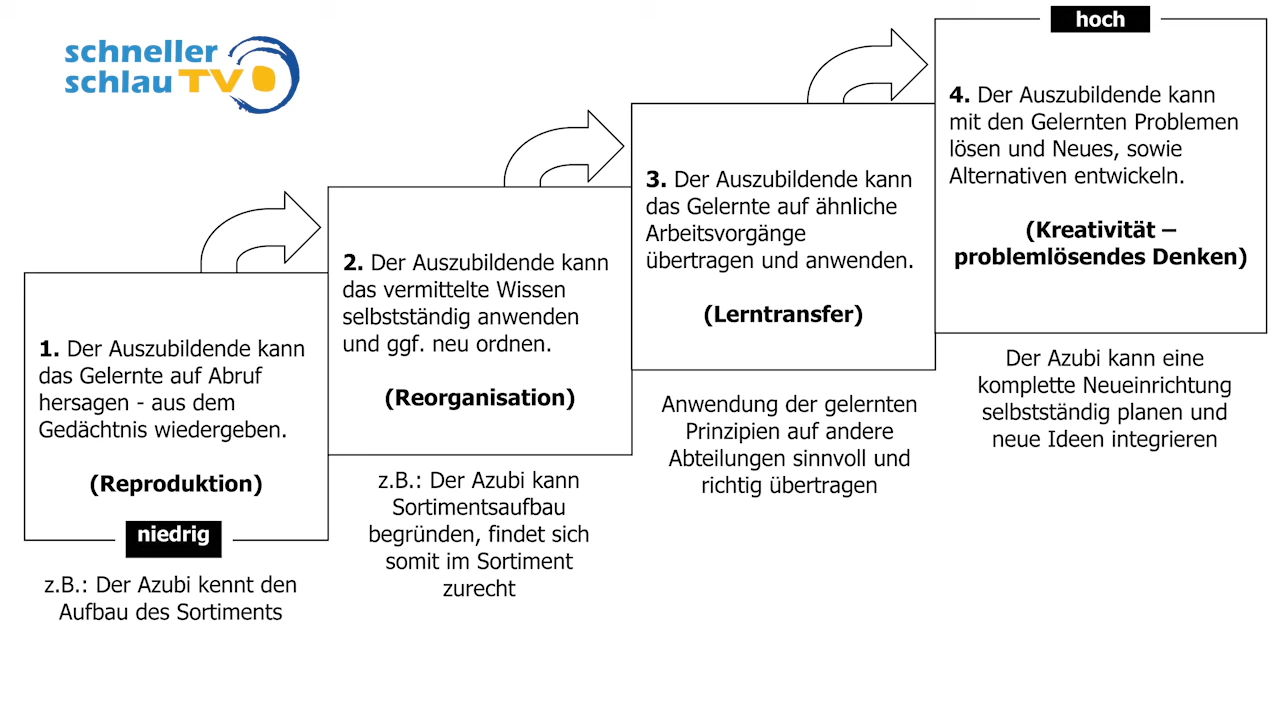 schneller
schlau TV
1. Der Auszubildende kann
das Gelernte auf Abruf
hersagen - aus dem
Gedächtnis wiedergeben.
(Reproduktion)
niedrig
z.B.: Der Azubi kennt den
Aufbau des Sortiments
2. Der Auszubildende kann
das vermittelte Wissen
selbstständig anwenden
und ggf. neu ordnen.
(Reorganisation)
z.B.: Der Azubi kann
Sortimentsaufbau
begründen, findet sich
somit im Sortiment
zurecht
3. Der Auszubildende kann
das Gelernte auf ähnliche
Arbeitsvorgänge
übertragen und anwenden.
(Lerntransfer)
Anwendung der gelernten
Prinzipien auf andere
Abteilungen sinnvoll und
richtig übertragen
hoch
4. Der Auszubildende kann
mit den Gelernten Problemen
lösen und Neues, sowie
Alternativen entwickeln.
(Kreativität –
problemlösendes Denken)
Der Azubi kann eine
komplette Neueinrichtung
selbstständig planen und
neue Ideen integrieren